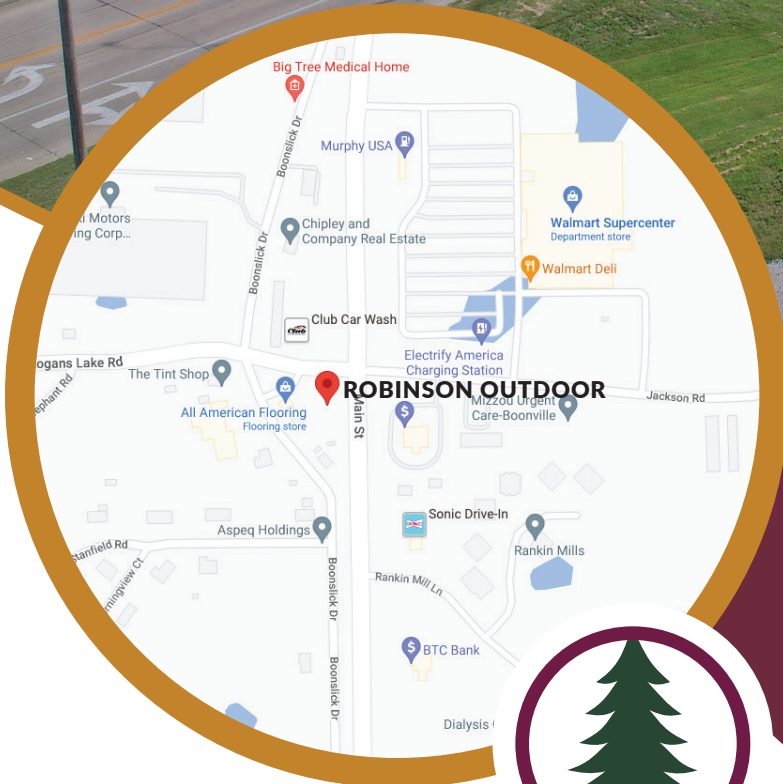 Big Tree Medical Home
Boonslick Dr
Murphy USA
Motors
Corp...
Chipley and
Company Real Estate
Walmart Supercenter
Department store
Walmart Deli
Boonslick Dr
Club Car Wash
Electrify America
Charging Station
Lake Rd
The Tint Shop
ROBINSON OUTDOOR
Main St
All American Flooring
Flooring store
Mizzou Urgent
Care-Boonville
Jackson Rd
Sonic Drive-In
Aspeq Holdings
Rankin Mills
Stanfield Rd
Rankin Mill Ln
Boonslick Dr
BTC Bank
Boonslick Dr
Dialysis